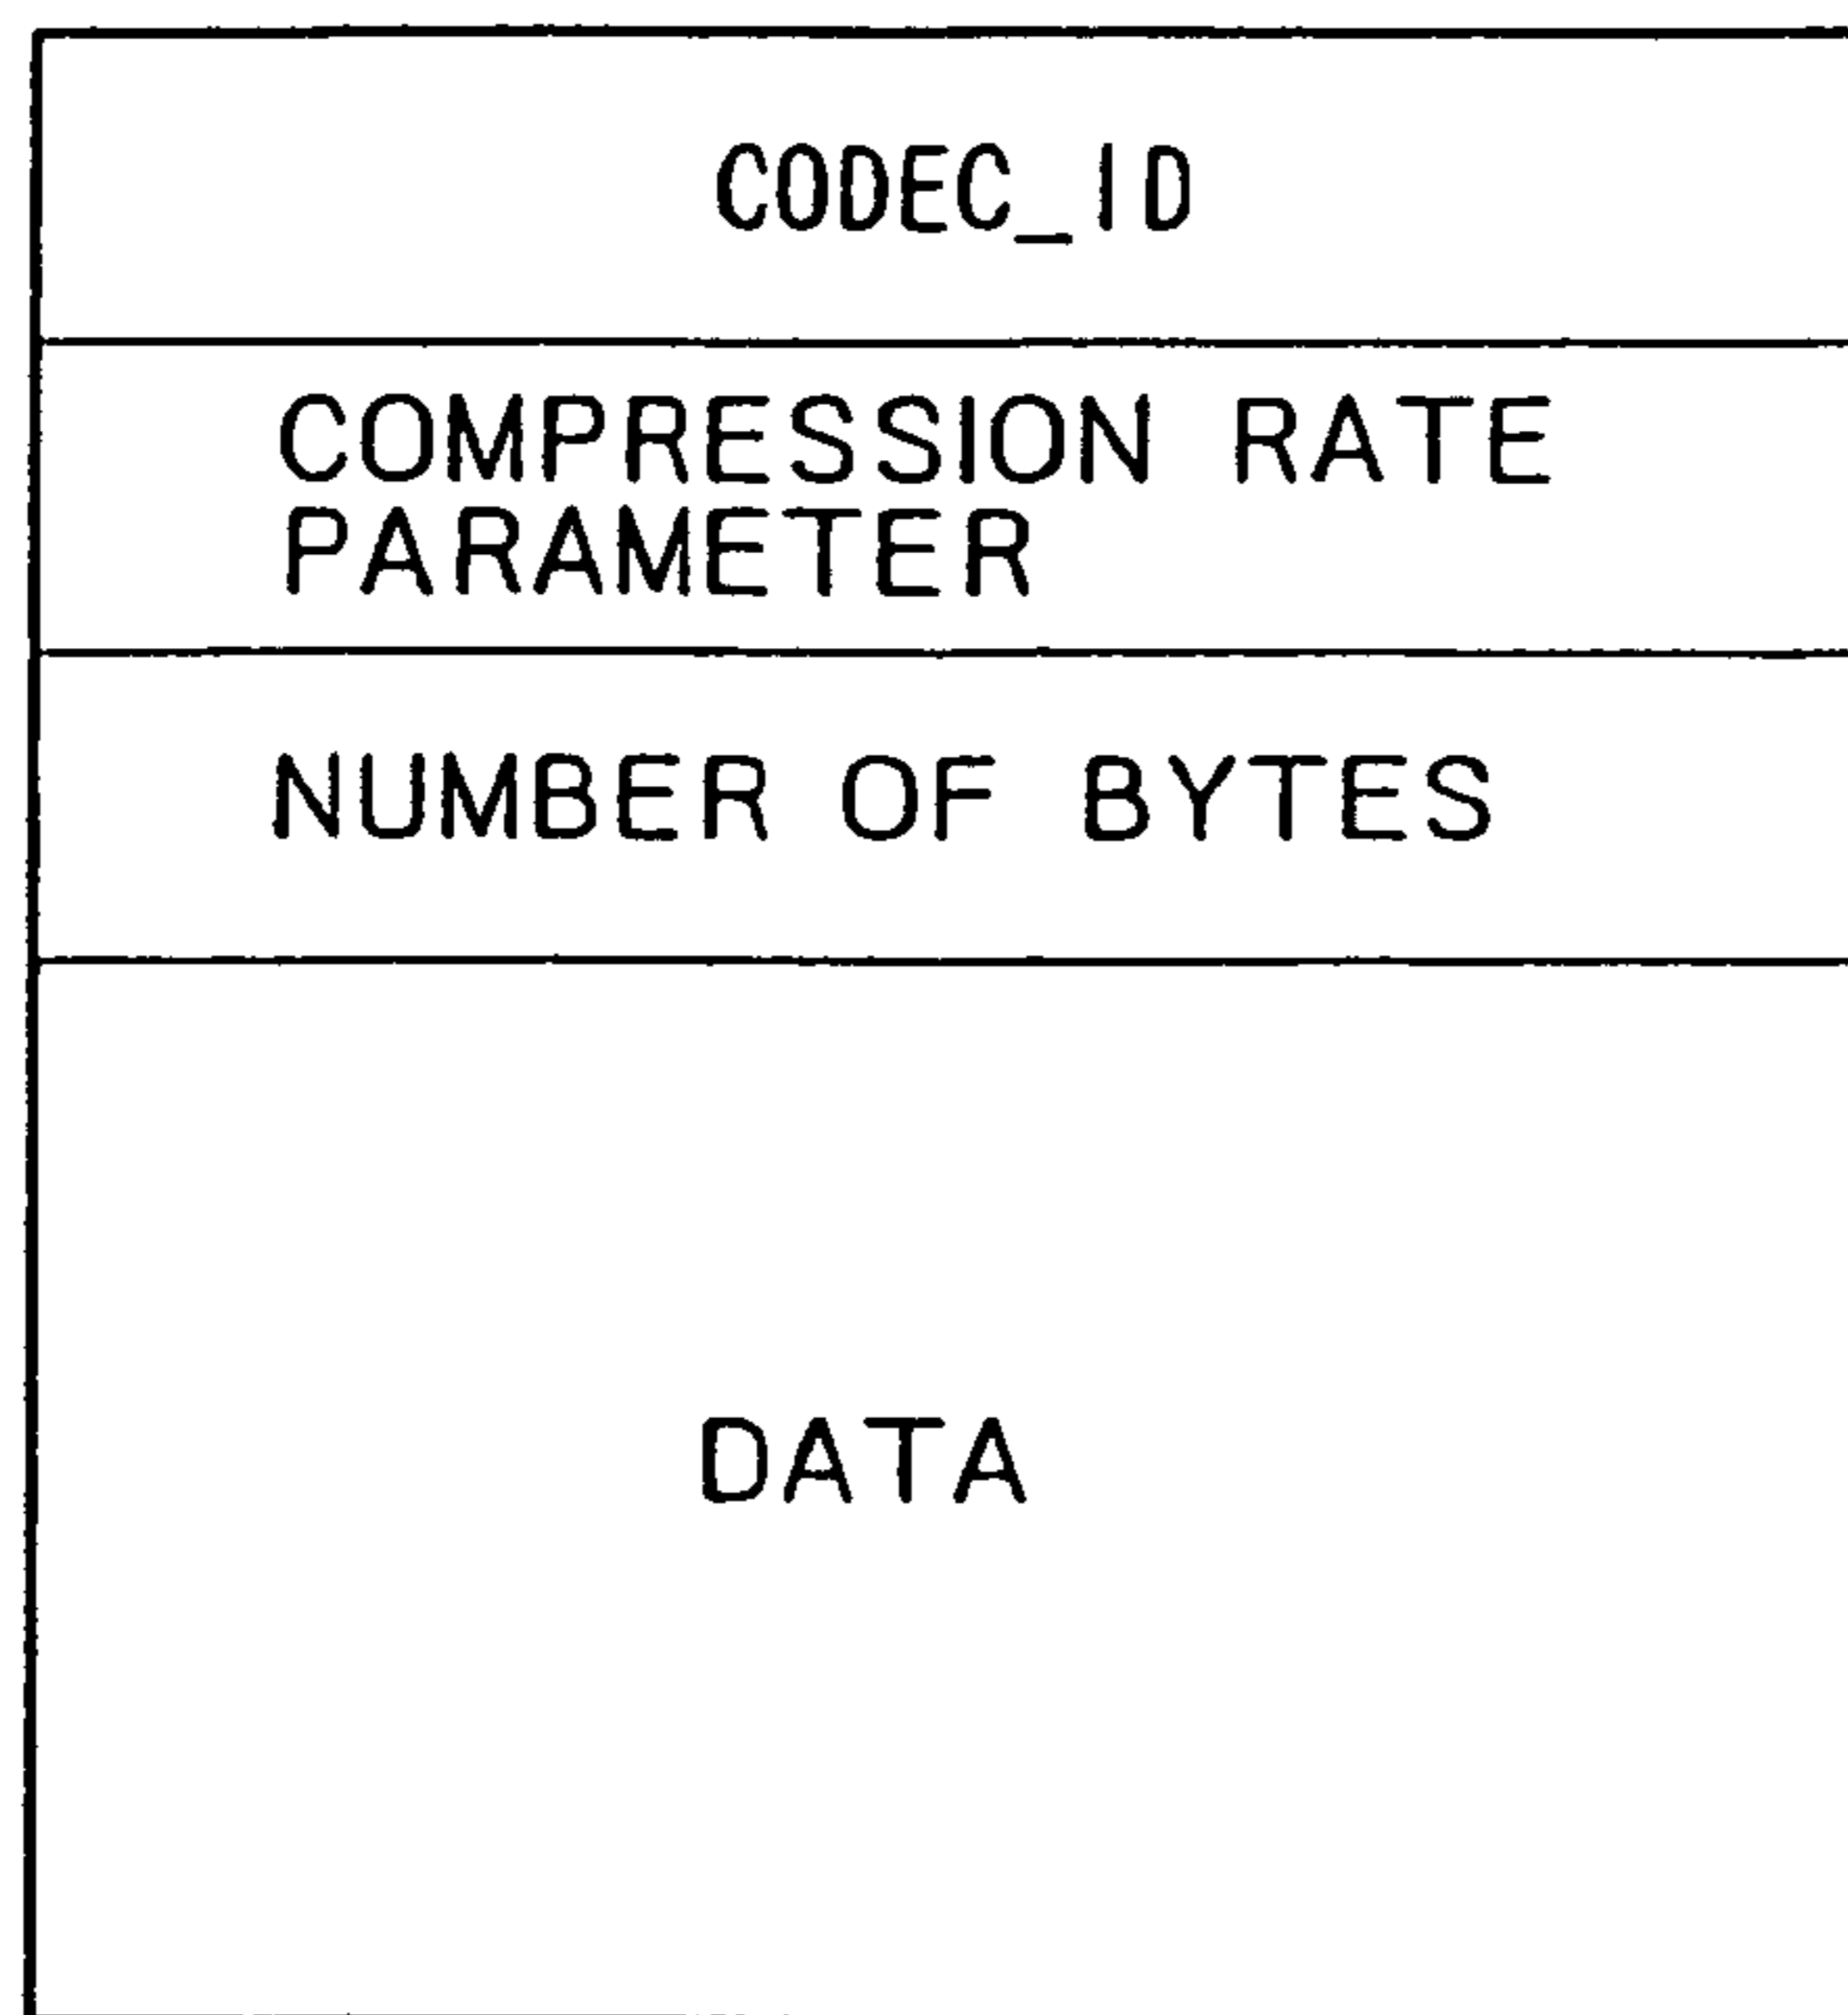 CODEC_ID
COMPRESSION RATE
PARAMETER
NUMBER OF BYTES
DATA